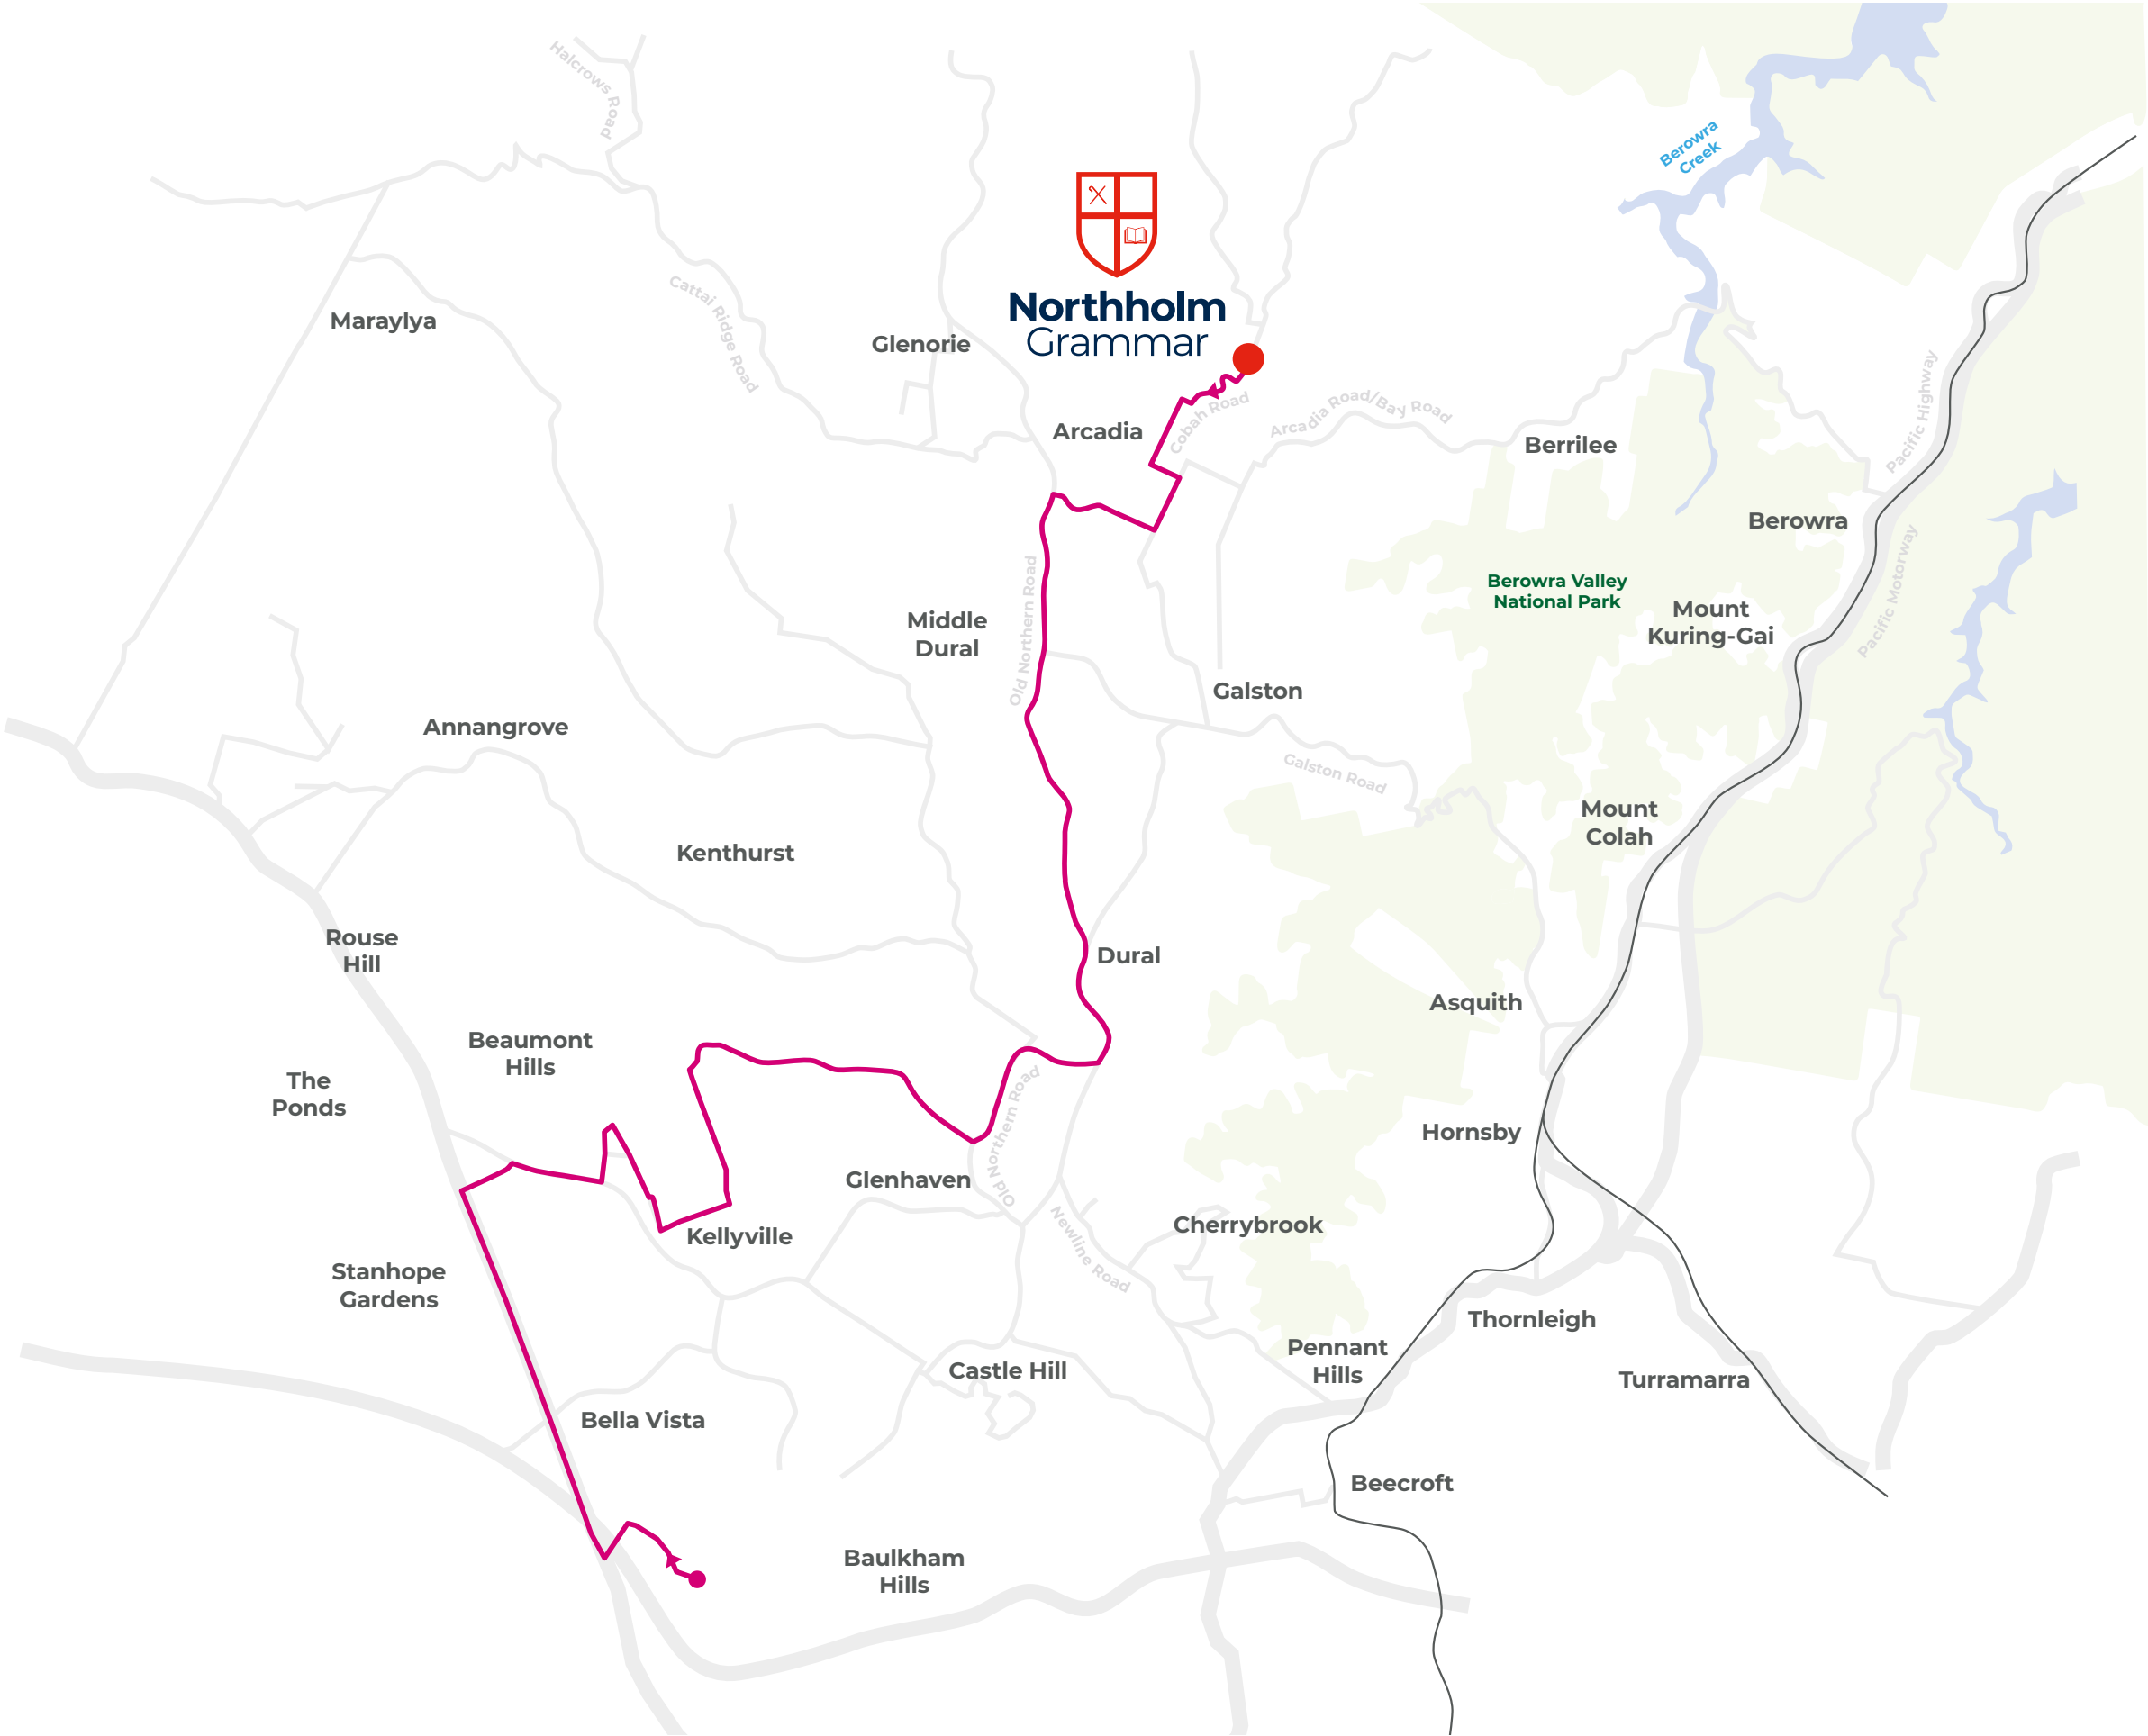 Halcrows Road
Berowra
Creek
Northholm
Grammar
Maraylya
Cattai Ridge Road
Glenorie
Pacific Highway
Cobah Road
Arcadia Road/Bay Road
Arcadia
Berrilee
Berowra
Pacific Motorway
Berowra Valley
National Park
Mount
Kuring-Gai
Middle
Dural
Old Northern Road
Galston
Annangrove
Galston Road
Mount
Colah
Kenthurst
Rouse
Hill
Dural
Asquith
Beaumont
Hills
The
Ponds
Old Northern Road
Hornsby
Glenhaven
Kellyville
Newline Road
Cherrybrook
Stanhope
Gardens
Thornleigh
Pennant
Hills
Castle Hill
Turramarra
Bella Vista
Beecroft
Baulkham
Hills